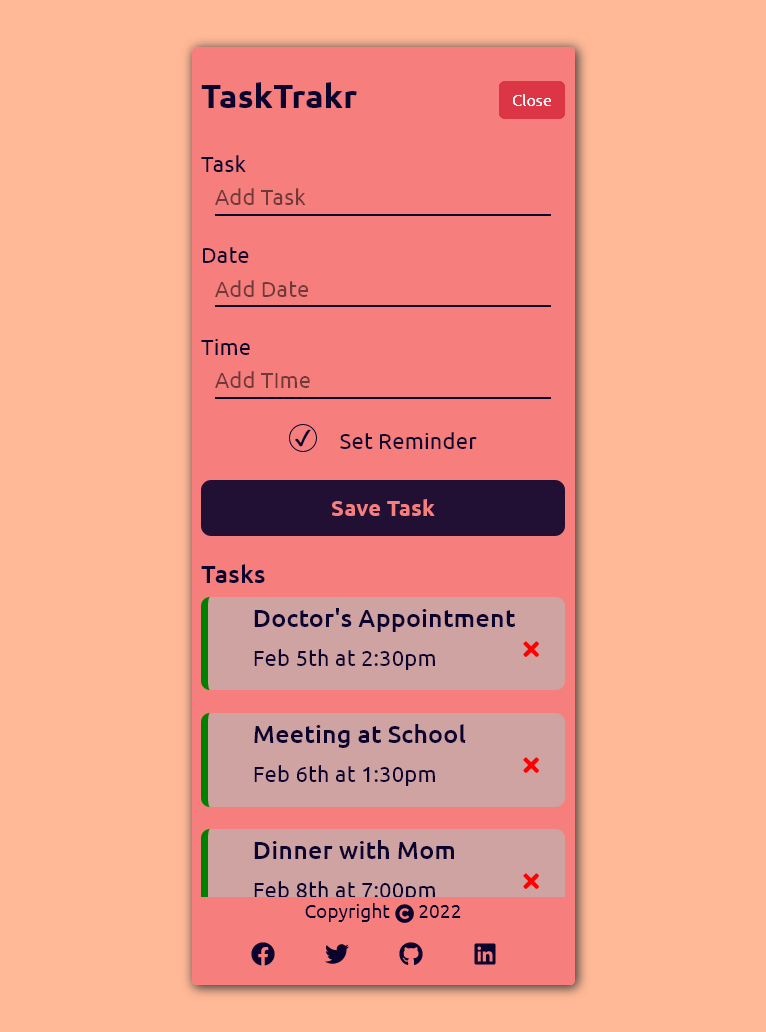 TaskTrakr
Close
Task
Add Task
Date
Add Date
Time
Add TIme
Set Reminder
Save Task
Tasks
Doctor's Appointment
Feb 5th at 2:30pm
Meeting at School
Feb 6th at 1:30pm
Dinner with Mom
Feb 8th at 7:00pm
Copyright © 2022